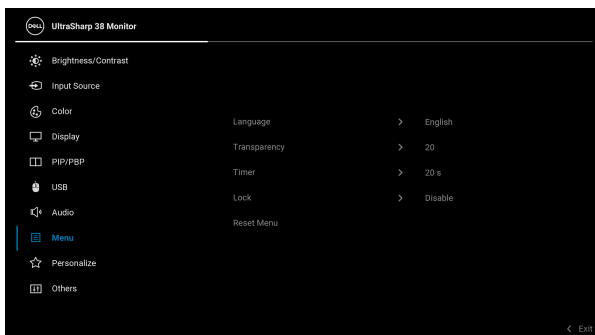 DELL
UltraSharp 38 Monitor
Brightness/Contrast
Input Source
Color
Display
PIP/PBP
USB
Audio
Menu
Personalize
Others
Language > English
Transparency > 20
Timer > 20 s
Lock > Disable
Reset Menu
< Exit